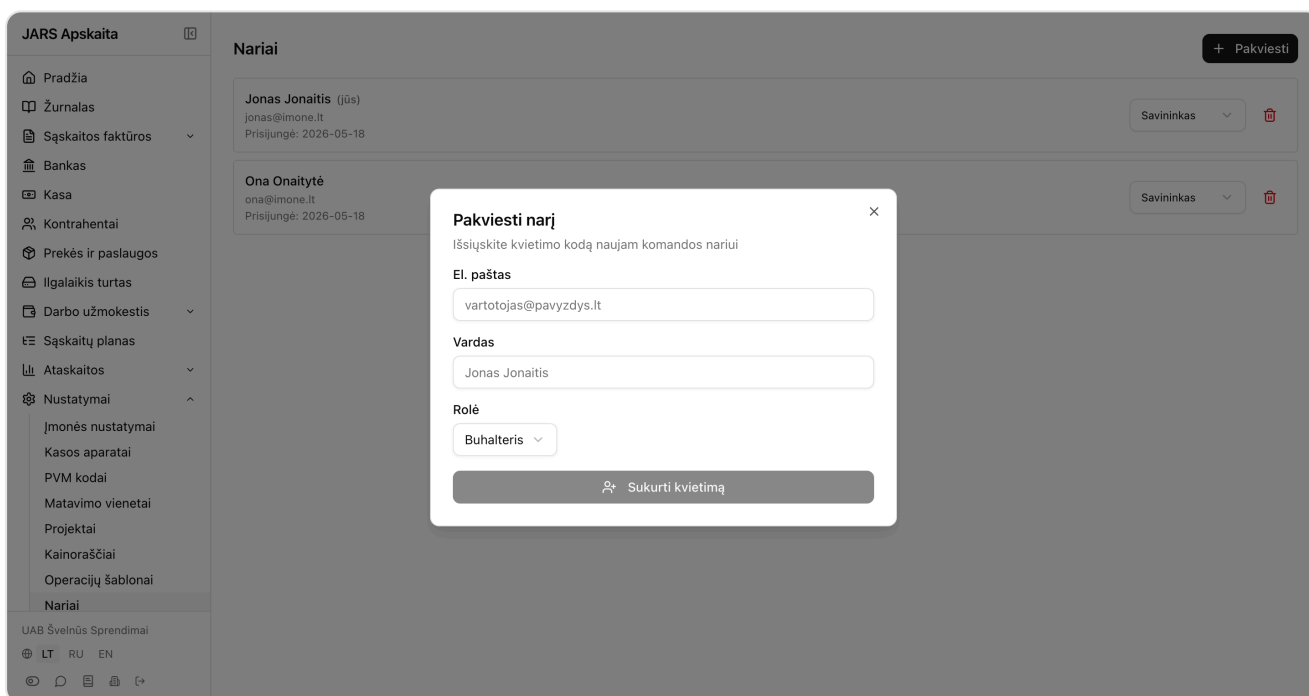 JARS Apskaita
Pradžia
Žurnalas
Sąskaitos faktūros
Bankas
Kasa
Kontrahentai
Prekės ir paslaugos
Ilgalaikis turtas
Darbo užmokestis
Sąskaitų planas
Ataskaitos
Nustatymai
Įmonės nustatymai
Kasos aparatai
PVM kodai
Matavimo vienetai
Projektai
Kainoraščiai
Operacijų šablonai
Nariai
UAB Švelnūs Sprendimai
LT RU EN
Nariai
+ Pakviesti
Jonas Jonaitis (jūs)
jonas@imone.lt
Prisijungė: 2026-05-18
Savininkas
Ona Onaitytė
ona@imone.lt
Prisijungė: 2026-05-18
Savininkas
Pakviesti narį
Išsiųskite kvietimo kodą naujam komandos nariui
El. paštas
vartotojas@pavyzdys.lt
Vardas
Jonas Jonaitis
Rolė
Buhalteris
Sukurti kvietimą